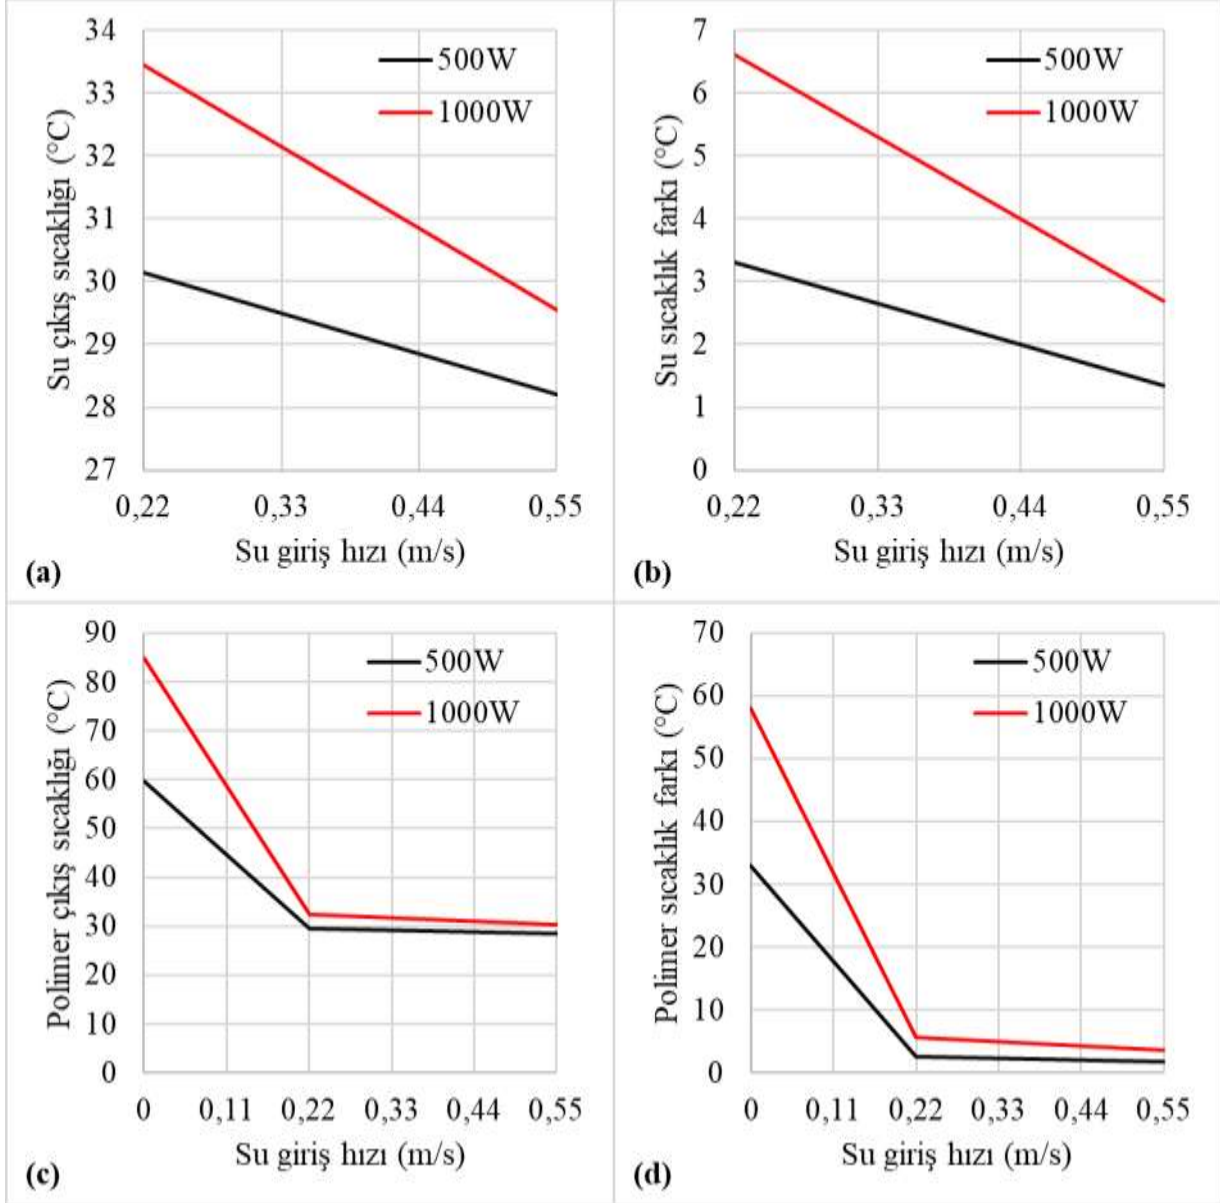 Su çıkış sıcaklığı (°C)
34
33
32
31
30
29
28
27
500W
1000W
0,22 0,33 0,44 0,55
Su giriş hızı (m/s)
(a)
Su sıcaklık farkı (°C)
7
6
5
4
3
2
1
0
500W
1000W
0,22 0,33 0,44 0,55
Su giriş hızı (m/s)
(b)
Polimer çıkış sıcaklığı (°C)
90
80
70
60
50
40
30
20
10
0
500W
1000W
0 0,11 0,22 0,33 0,44 0,55
Su giriş hızı (m/s)
(c)
Polimer sıcaklık farkı (°C)
70
60
50
40
30
20
10
0
500W
1000W
0 0,11 0,22 0,33 0,44 0,55
Su giriş hızı (m/s)
(d)